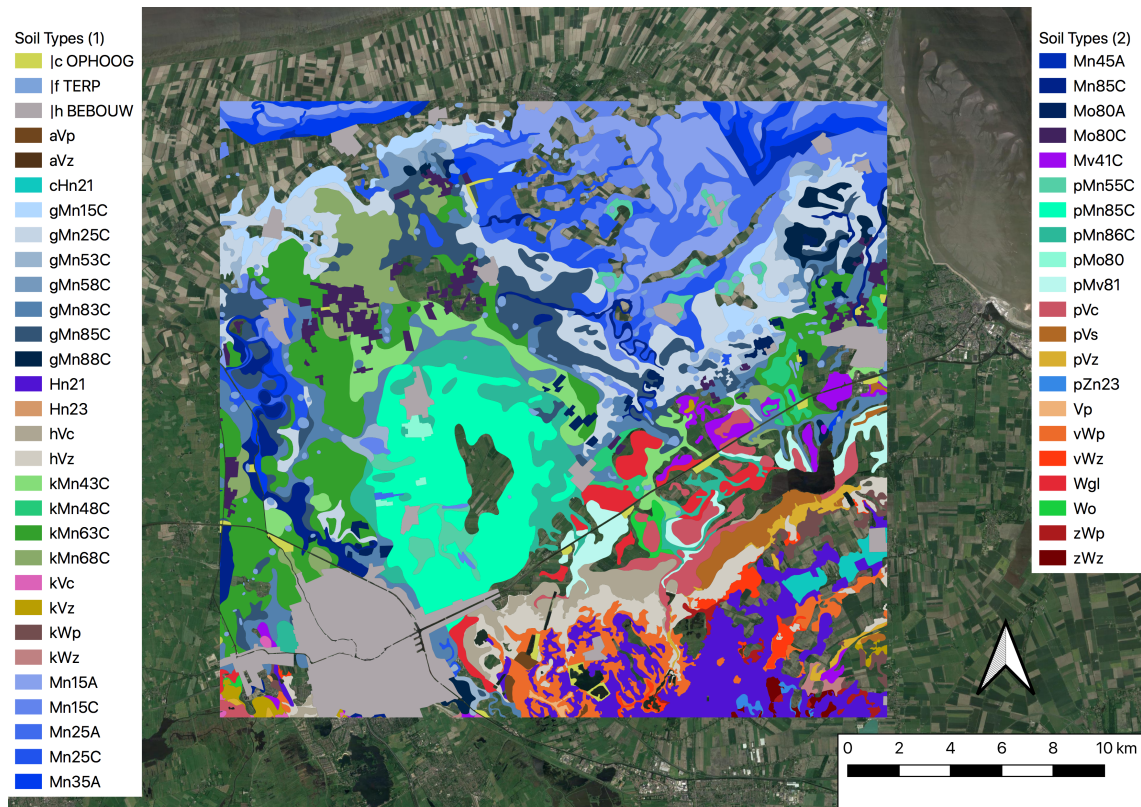 Soil Types (1)
|c OPHOOG
|f TERP
|h BEBOUW
aVp
aVz
cHn21
gMn15C
gMn25C
gMn53C
gMn58C
gMn83C
gMn85C
gMn88C
Hn21
Hn23
hVc
hVz
kMn43C
kMn48C
kMn63C
kMn68C
kVc
kVz
kWp
kWz
Mn15A
Mn15C
Mn25A
Mn25C
Mn35A
Soil Types (2)
Mn45A
Mn85C
Mo80A
Mo80C
Mv41C
pMn55C
pMn85C
pMn86C
pMo80
pMv81
pVc
pVs
pVz
pZn23
Vp
vWp
vWz
Wgl
Wo
zWp
zWz
0 2 4 6 8 10 km